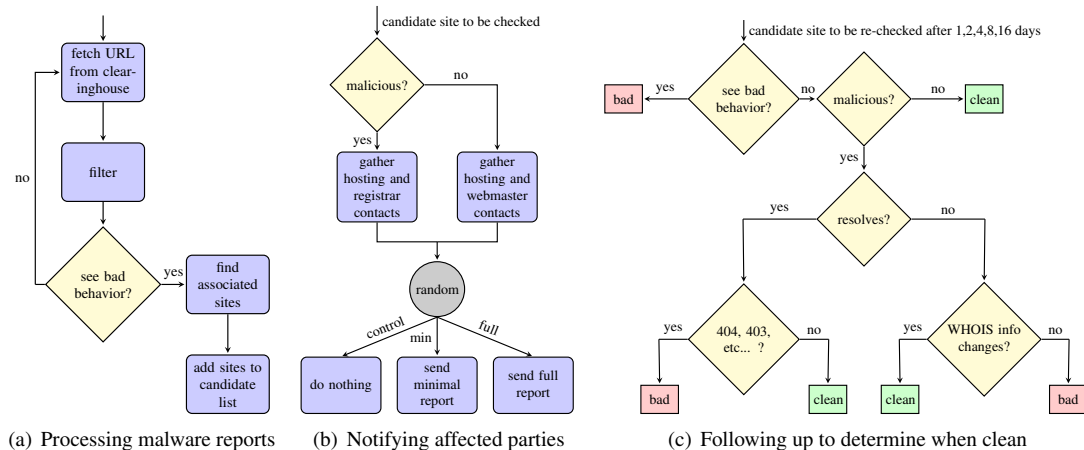 fetch URL
from clear-
inghouse
filter
no
see bad
behavior?
yes
find
associated
sites
add sites to
candidate
list
(a) Processing malware reports
candidate site to be checked
malicious?
no
yes
gather
hosting and
registrar
contacts
gather
hosting and
webmaster
contacts
random
control
min
full
do nothing
send
minimal
report
send full
report
(b) Notifying affected parties
candidate site to be re-checked after 1,2,4,8,16 days
bad
yes
see bad
behavior?
no
malicious?
no
clean
yes
resolves?
yes
no
404, 403,
etc... ?
yes
no
bad
clean
WHOIS info
changes?
yes
no
clean
bad
(c) Following up to determine when clean